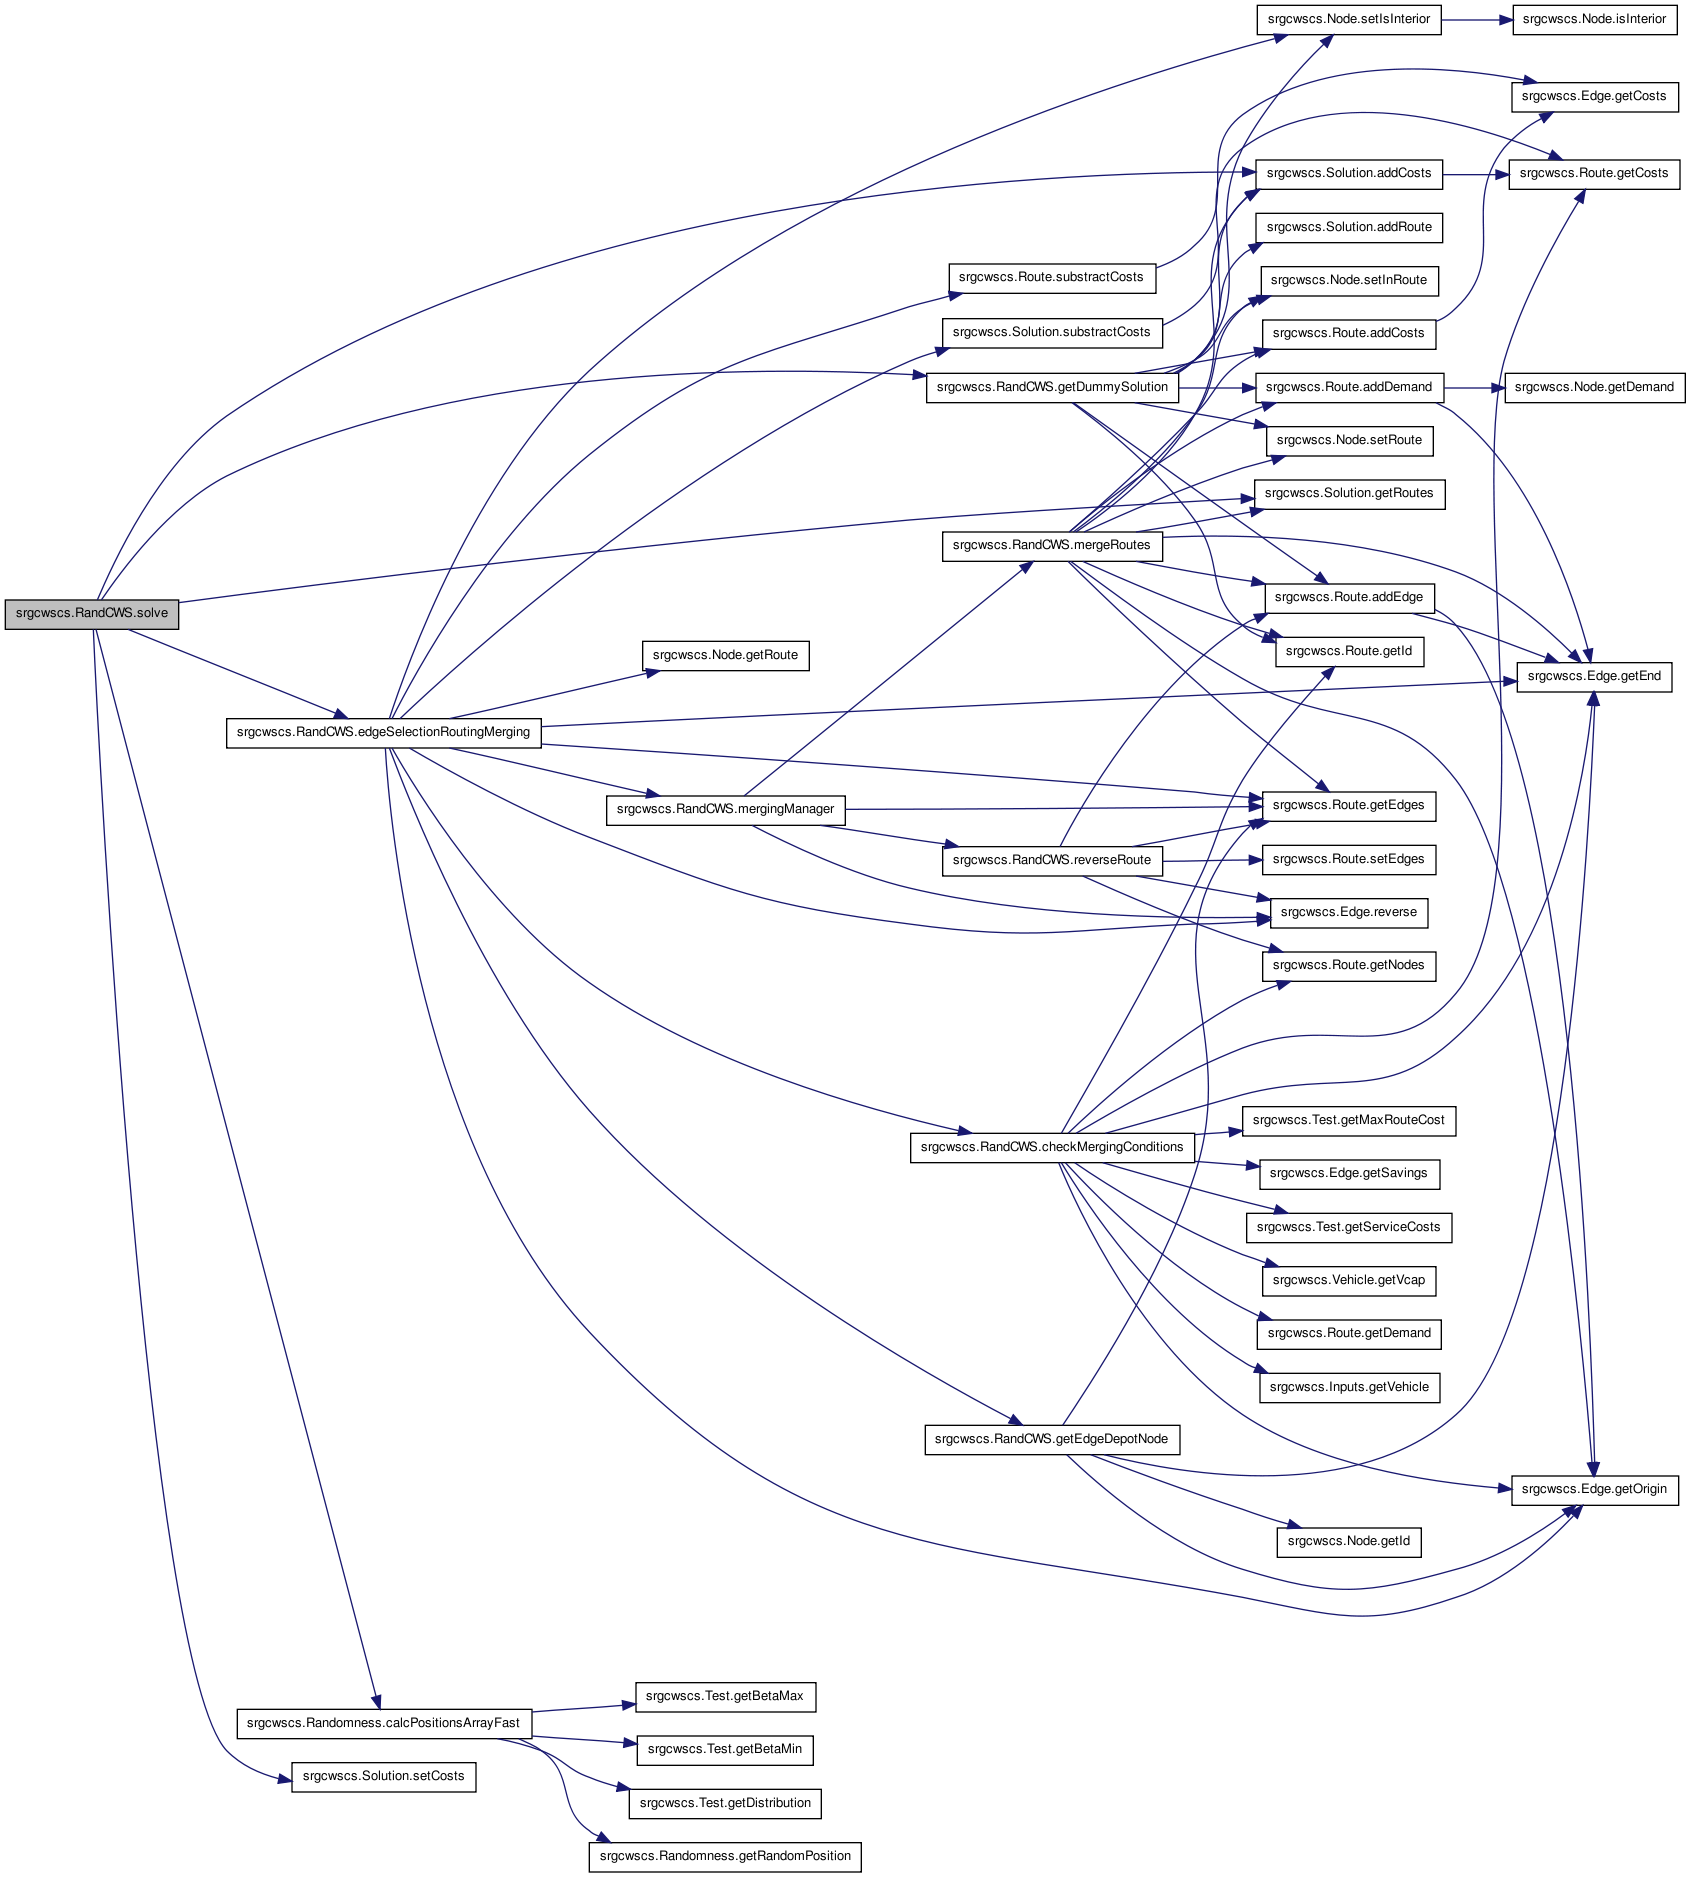 srgcwscs.Node.setIsInterior
srgcwscs.Node.isInterior
srgcwscs.Edge.getCosts
srgcwscs.Solution.addCosts
srgcwscs.Route.getCosts
srgcwscs.Solution.addRoute
srgcwscs.Route.substractCosts
srgcwscs.Node.setInRoute
srgcwscs.Solution.substractCosts
srgcwscs.Route.addCosts
srgcwscs.RandCWS.getDummySolution
srgcwscs.Route.addDemand
srgcwscs.Node.getDemand
srgcwscs.Node.setRoute
srgcwscs.Solution.getRoutes
srgcwscs.RandCWS.mergeRoutes
srgcwscs.Route.addEdge
srgcwscs.RandCWS.solve
srgcwscs.Node.getRoute
srgcwscs.Route.getId
srgcwscs.Edge.getEnd
srgcwscs.RandCWS.edgeSelectionRoutingMerging
srgcwscs.RandCWS.mergingManager
srgcwscs.Route.getEdges
srgcwscs.RandCWS.reverseRoute
srgcwscs.Route.setEdges
srgcwscs.Edge.reverse
srgcwscs.Route.getNodes
srgcwscs.Test.getMaxRouteCost
srgcwscs.RandCWS.checkMergingConditions
srgcwscs.Edge.getSavings
srgcwscs.Test.getServiceCosts
srgcwscs.Vehicle.getVcap
srgcwscs.Route.getDemand
srgcwscs.Inputs.getVehicle
srgcwscs.RandCWS.getEdgeDepotNode
srgcwscs.Edge.getOrigin
srgcwscs.Node.getId
srgcwscs.Test.getBetaMax
srgcwscs.Randomness.calcPositionsArrayFast
srgcwscs.Test.getBetaMin
srgcwscs.Solution.setCosts
srgcwscs.Test.getDistribution
srgcwscs.Randomness.getRandomPosition